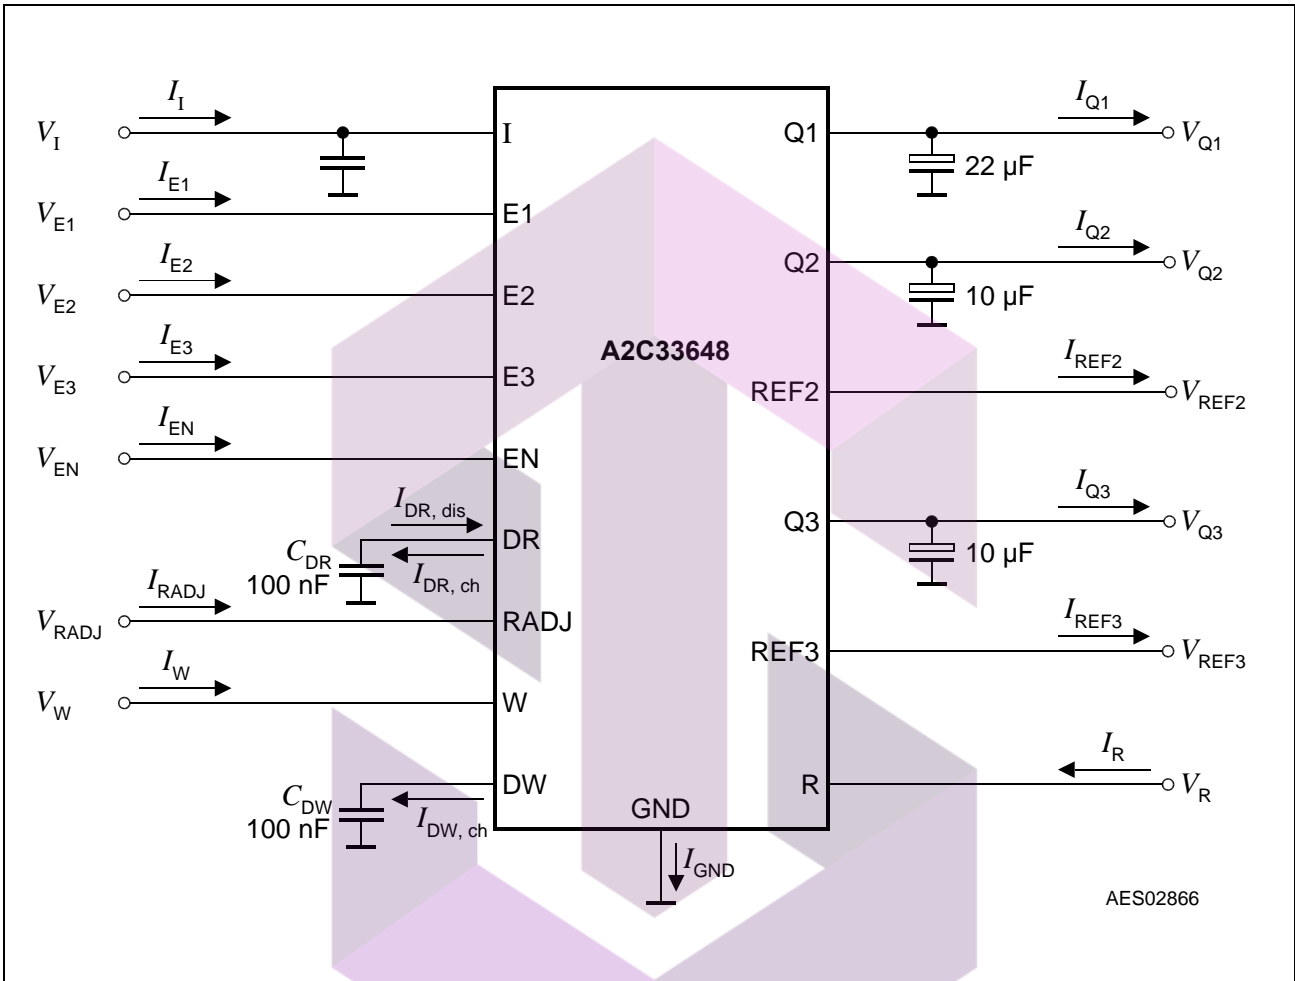 I_I
V_I
I
Q1
I_Q1
V_Q1
22 µF
I_E1
V_E1
E1
I_E2
V_E2
E2
Q2
I_Q2
V_Q2
10 µF
A2C33648
I_E3
V_E3
E3
REF2
I_REF2
V_REF2
I_EN
V_EN
EN
I_DR, dis
DR
C_DR
100 nF
I_DR, ch
Q3
I_Q3
V_Q3
10 µF
I_RADJ
V_RADJ
RADJ
REF3
I_REF3
V_REF3
I_W
V_W
W
DW
C_DW
100 nF
I_DW, ch
R
I_R
V_R
GND
I_GND
AES02866